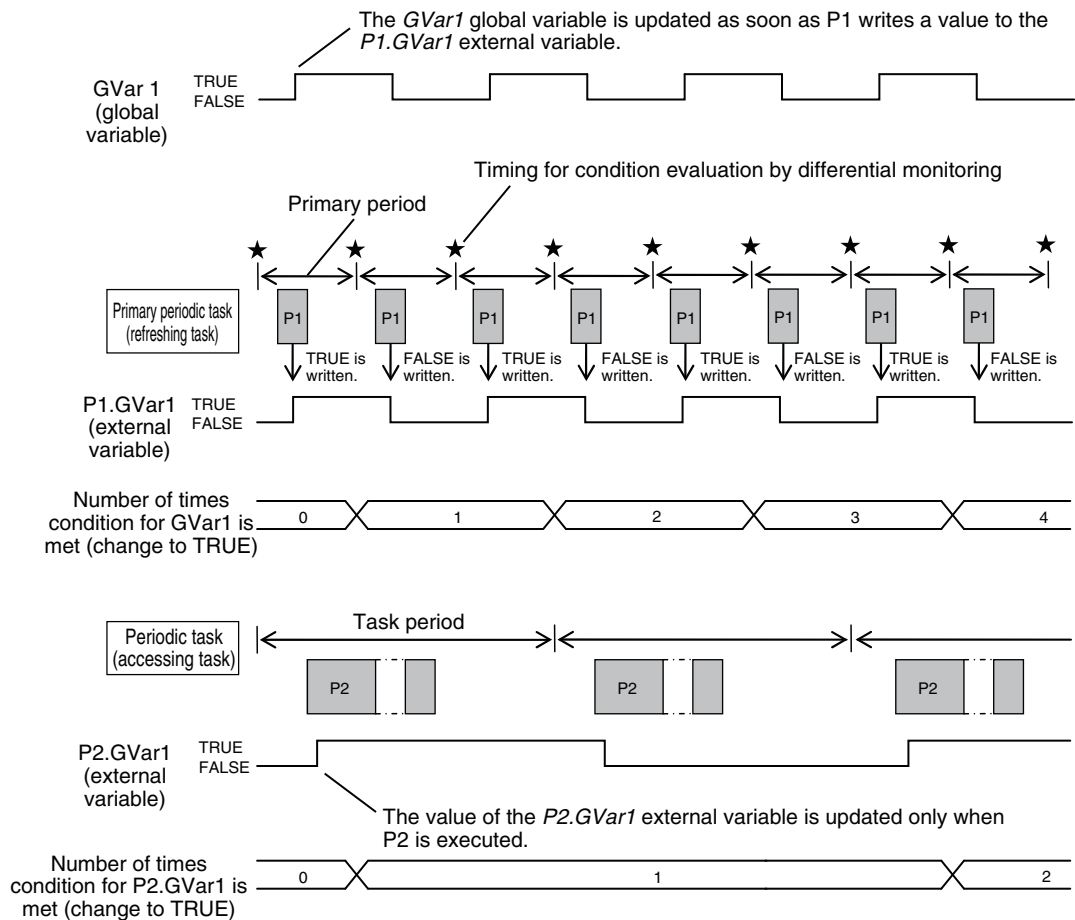 The GVar1 global variable is updated as soon as P1 writes a value to the
P1.GVar1 external variable.
GVar 1
(global
variable)
TRUE
FALSE
Timing for condition evaluation by differential monitoring
Primary period
★ ★ ★ ★ ★ ★ ★ ★ ★
Primary periodic task
(refreshing task)
P1 P1 P1 P1 P1 P1 P1 P1
TRUE is
written.
FALSE is
written.
TRUE is
written.
FALSE is
written.
TRUE is
written.
FALSE is
written.
TRUE is
written.
FALSE is
written.
P1.GVar1
(external
variable)
TRUE
FALSE
Number of times
condition for GVar1 is
met (change to TRUE)
0 1 2 3 4
Periodic task
(accessing task)
Task period
P2 P2 P2
P2.GVar1
(external
variable)
TRUE
FALSE
The value of the P2.GVar1 external variable is updated only when
P2 is executed.
Number of times
condition for P2.GVar1 is
met (change to TRUE)
0 1 2